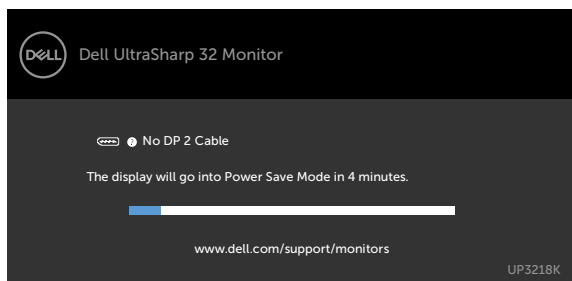 DELL
Dell UltraSharp 32 Monitor
? No DP 2 Cable
The display will go into Power Save Mode in 4 minutes.
www.dell.com/support/monitors
UP3218K